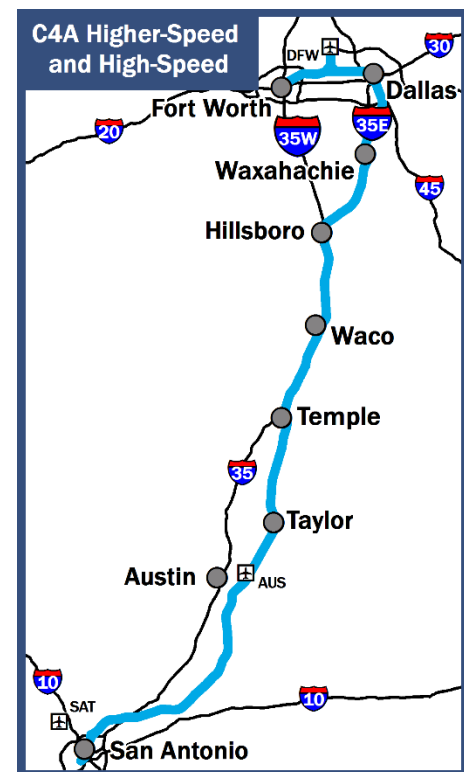 C4A Higher-Speed
and High-Speed
DFW
30
Dallas
Fort Worth
20
35W
35E
Waxahachie
45
Hillsboro
Waco
Temple
35
Taylor
Austin
AUS
10
SAT
10
San Antonio